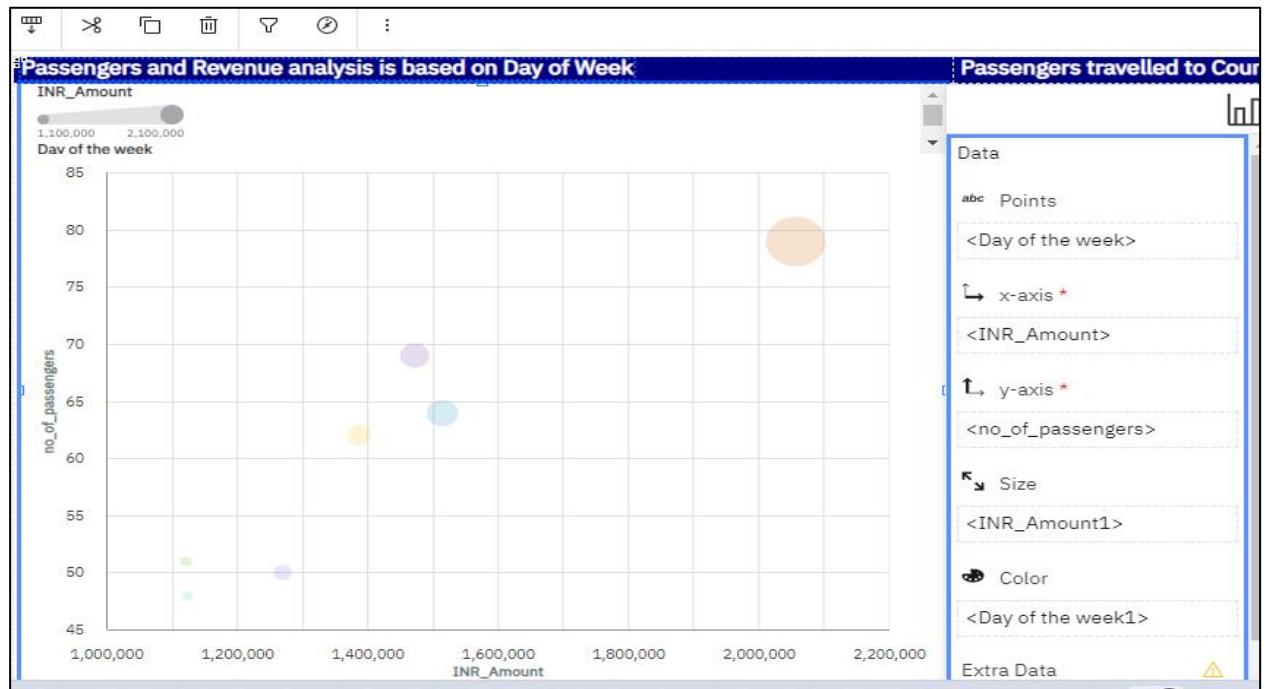 Passengers and Revenue analysis is based on Day of Week
INR_Amount
1,100,000 2,100,000
Day of the week
85
80
75
70
65
60
55
50
45
no_of_passengers
1,000,000 1,200,000 1,400,000 1,600,000 1,800,000 2,000,000 2,200,000
INR_Amount
Passengers travelled to Cour
Data
abc Points
<Day of the week>
x-axis *
<INR_Amount>
y-axis *
<no_of_passengers>
Size
<INR_Amount1>
Color
<Day of the week1>
Extra Data